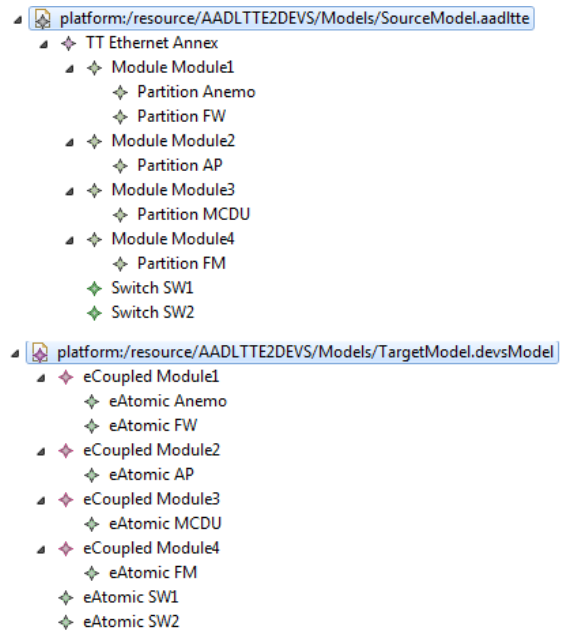 platform:/resource/AADLTTE2DEVS/Models/SourceModel.aadltte
TT Ethernet Annex
Module Module1
Partition Anemo
Partition FW
Module Module2
Partition AP
Module Module3
Partition MCDU
Module Module4
Partition FM
Switch SW1
Switch SW2
platform:/resource/AADLTTE2DEVS/Models/TargetModel.devsModel
eCoupled Module1
eAtomic Anemo
eAtomic FW
eCoupled Module2
eAtomic AP
eCoupled Module3
eAtomic MCDU
eCoupled Module4
eAtomic FM
eAtomic SW1
eAtomic SW2